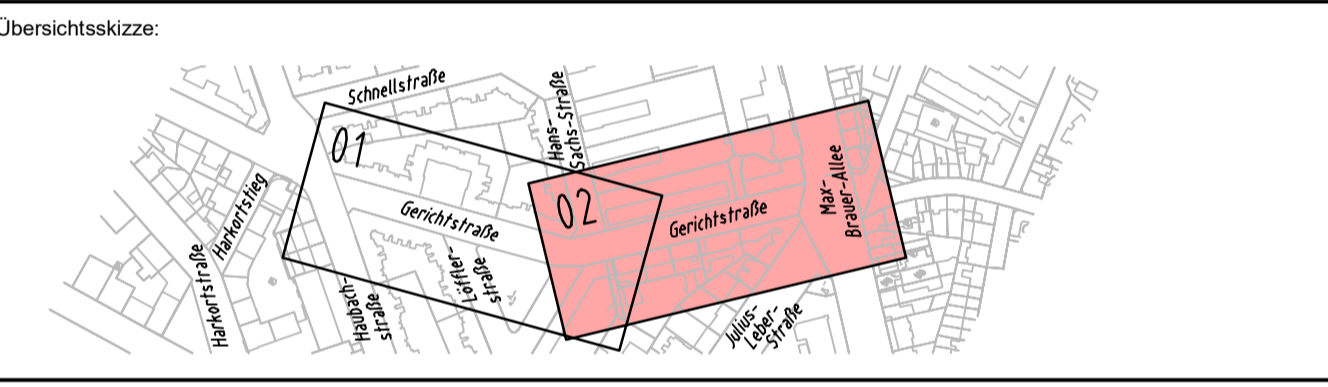 Übersichtsskizze:
Schnellstraße
Hans-
Sachs-Straße
01
02
Harkortstieg
Harkortstraße
Gerichtstraße
Gerichtstraße
Max-
Brauer-Allee
Haubach-
straße
Löffler-
straße
Julius-
Leber-
Straße